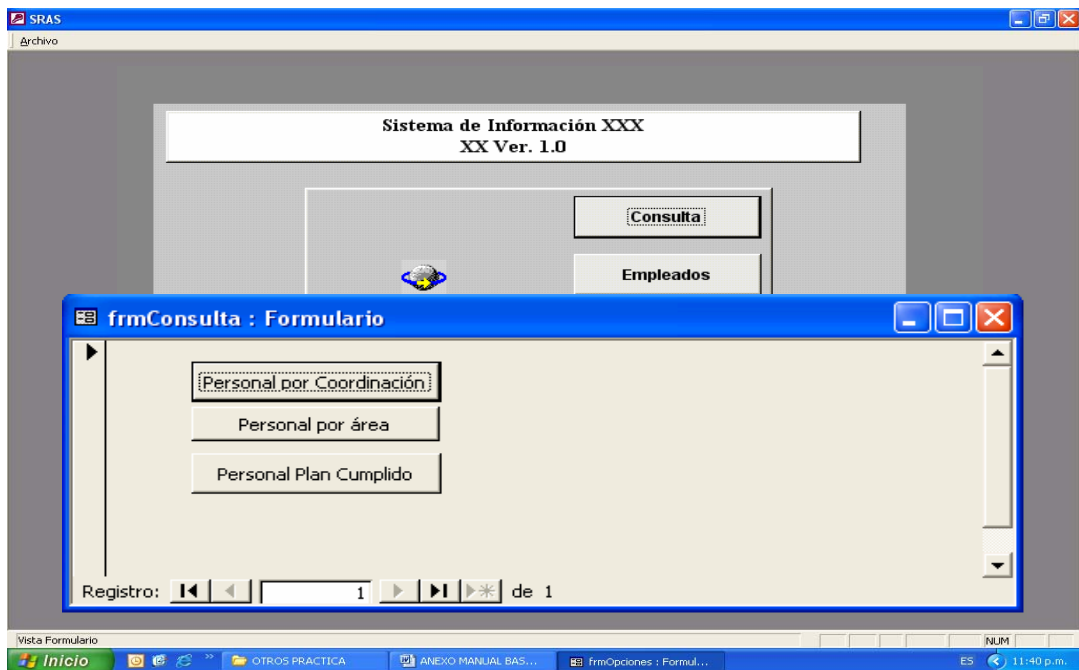 SRAS
Archivo
Sistema de Información XXX
XX Ver. 1.0
Consulta
Empleados
frmConsulta : Formulario
Personal por Coordinación
Personal por área
Personal Plan Cumplido
Registro: 1 de 1
Vista Formulario NUM
Inicio » OTROS PRACTICA ANEXO MANUAL BAS... frmOpciones : Formul... ES 11:40 p.m.